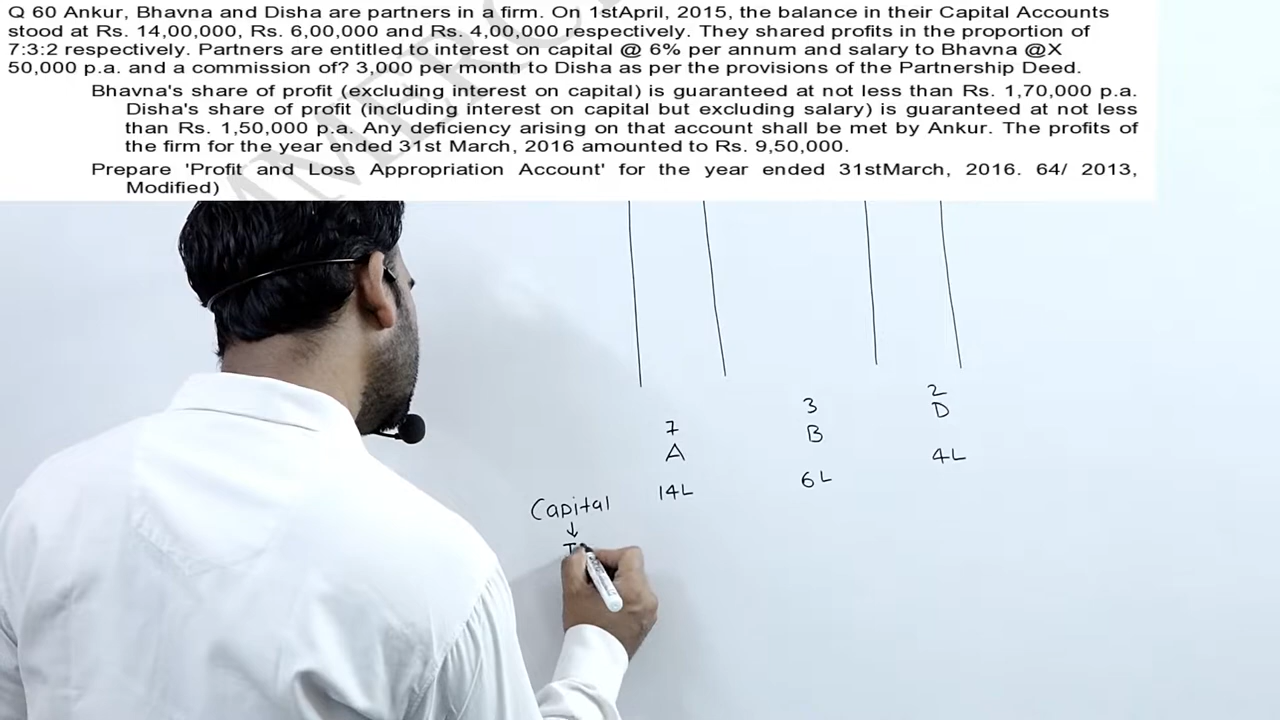 Q 60 Ankur, Bhavna and Disha are partners in a firm. On 1stApril, 2015, the balance in their Capital Accounts
stood at Rs. 14,00,000, Rs. 6,00,000 and Rs. 4,00,000 respectively. They shared profits in the proportion of
7:3:2 respectively. Partners are entitled to interest on capital @ 6% per annum and salary to Bhavna @X
50,000 p.a. and a commission of? 3,000 per month to Disha as per the provisions of the Partnership Deed.
Bhavna's share of profit (excluding interest on capital) is guaranteed at not less than Rs. 1,70,000 p.a.
Disha's share of profit (including interest on capital but excluding salary) is guaranteed at not less
than Rs. 1,50,000 p.a. Any deficiency arising on that account shall be met by Ankur. The profits of
the firm for the year ended 31st March, 2016 amounted to Rs. 9,50,000.
Prepare 'Profit and Loss Appropriation Account' for the year ended 31stMarch, 2016. 64/ 2013,
Modified)
7 3 2
A B D
Capital 14L 6L 4L